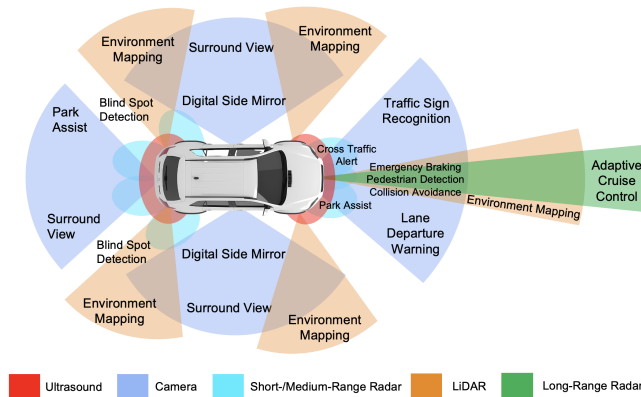 Environment
Mapping
Surround View
Environment
Mapping
Park
Assist
Blind Spot
Detection
Digital Side Mirror
Traffic Sign
Recognition
Cross Traffic
Alert
Emergency Braking
Pedestrian Detection
Collision Avoidance
Adaptive
Cruise
Control
Park Assist
Environment Mapping
Surround
View
Lane
Departure
Warning
Blind Spot
Detection
Digital Side Mirror
Environment
Mapping
Surround View
Environment
Mapping
Ultrasound
Camera
Short-/Medium-Range Radar
LiDAR
Long-Range Radar